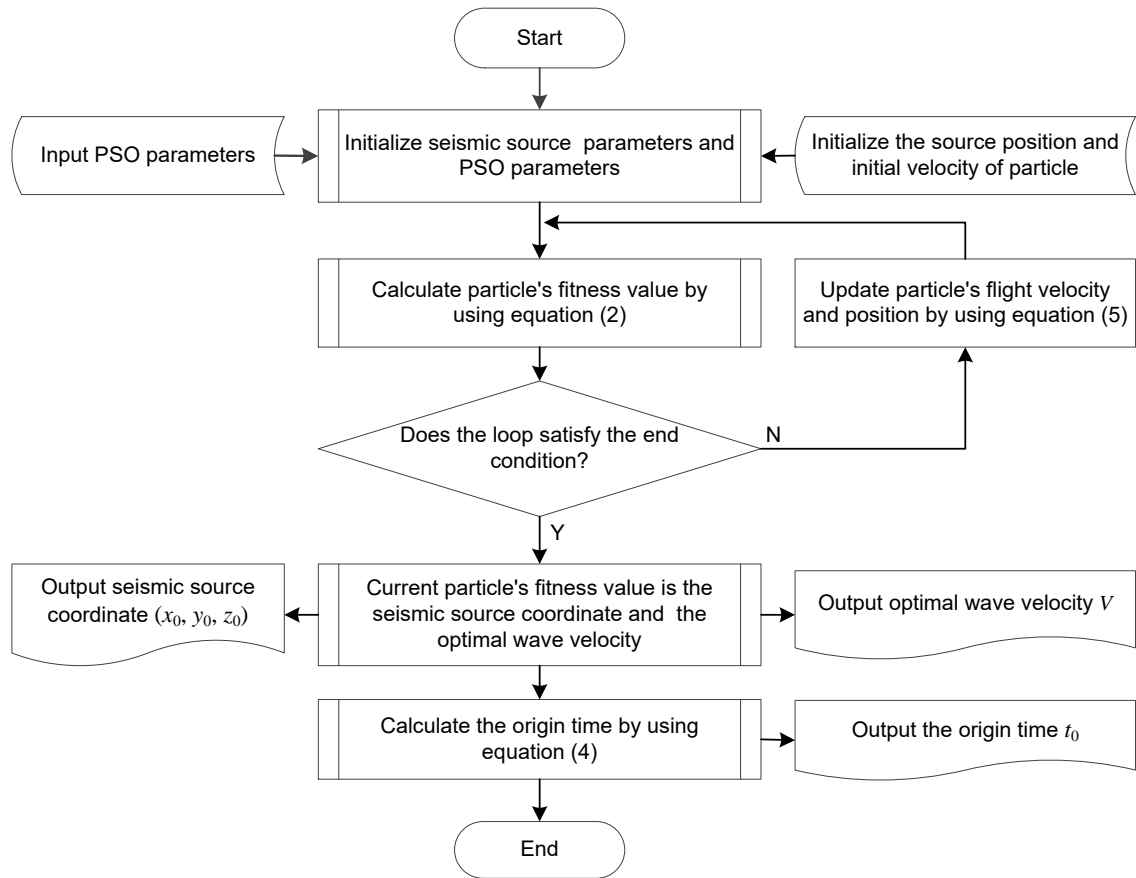 Start
Input PSO parameters
Initialize seismic source parameters and
PSO parameters
Initialize the source position and
initial velocity of particle
Calculate particle's fitness value by
using equation (2)
Update particle's flight velocity
and position by using equation (5)
Does the loop satisfy the end
condition?
N
Y
Output seismic source
coordinate (x₀, y₀, z₀)
Current particle's fitness value is the
seismic source coordinate and the
optimal wave velocity
Output optimal wave velocity V
Calculate the origin time by using
equation (4)
Output the origin time t₀
End